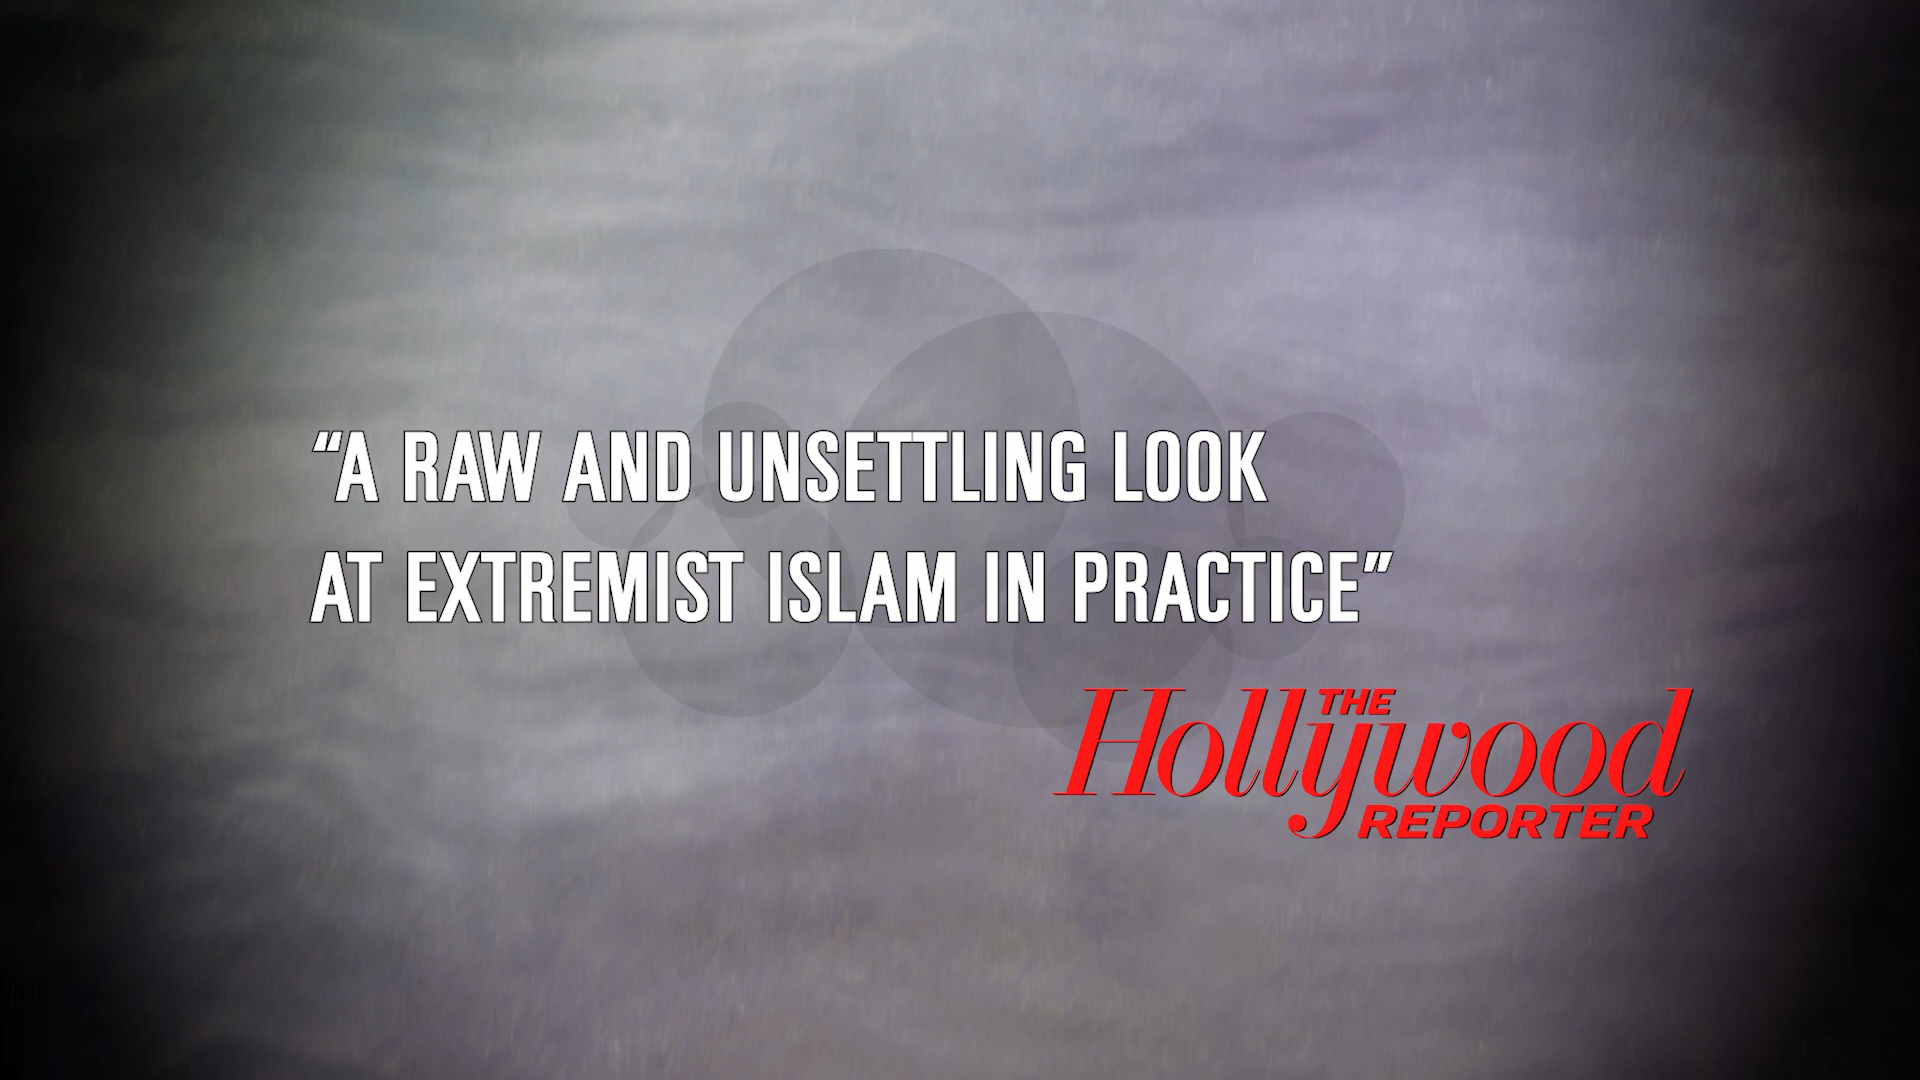 “A RAW AND UNSETTLING LOOK
AT EXTREMIST ISLAM IN PRACTICE”
THE
Hollywood
REPORTER